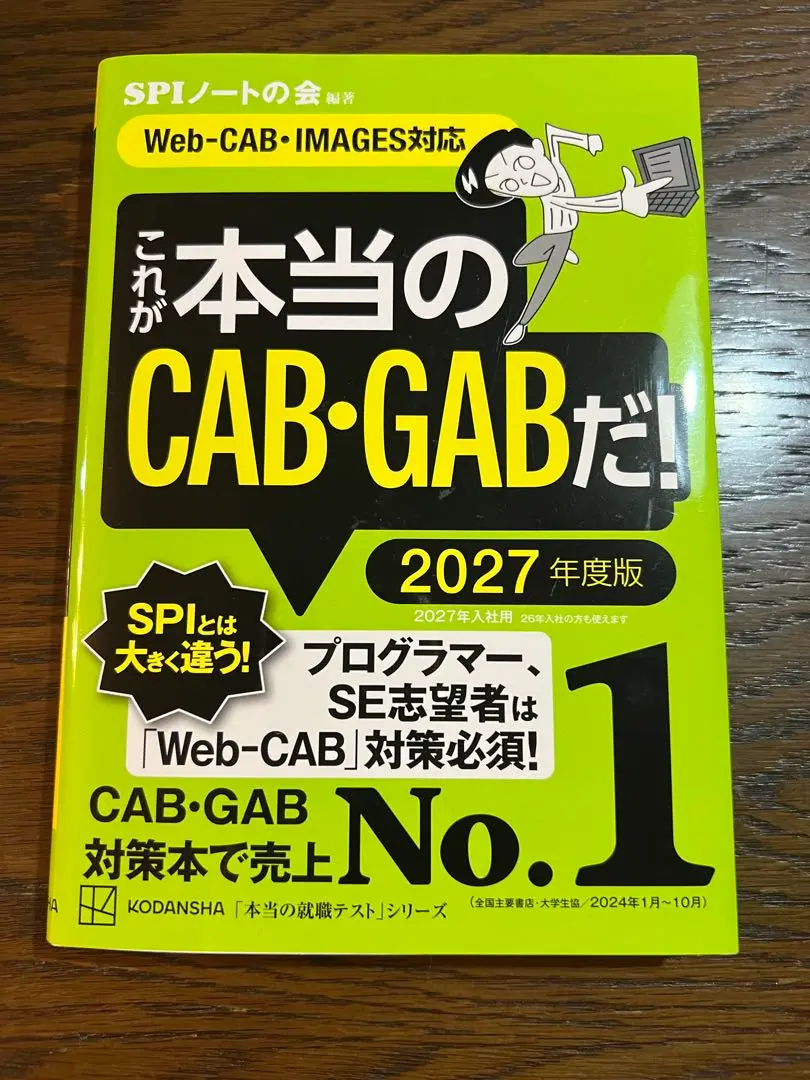 SPIノートの会 編著
Web-CAB・IMAGES対応
これが本当の
CAB・GABだ!
2027年度版
2027年入社用 26年入社の方も使えます
SPIとは
大きく違う!
プログラマー、
SE志望者は
「Web-CAB」対策必須!
CAB・GAB
対策本で売上No.1
(全国主要書店・大学生協/2024年1月〜10月)
HA
KODANSHA「本当の就職テスト」シリーズ